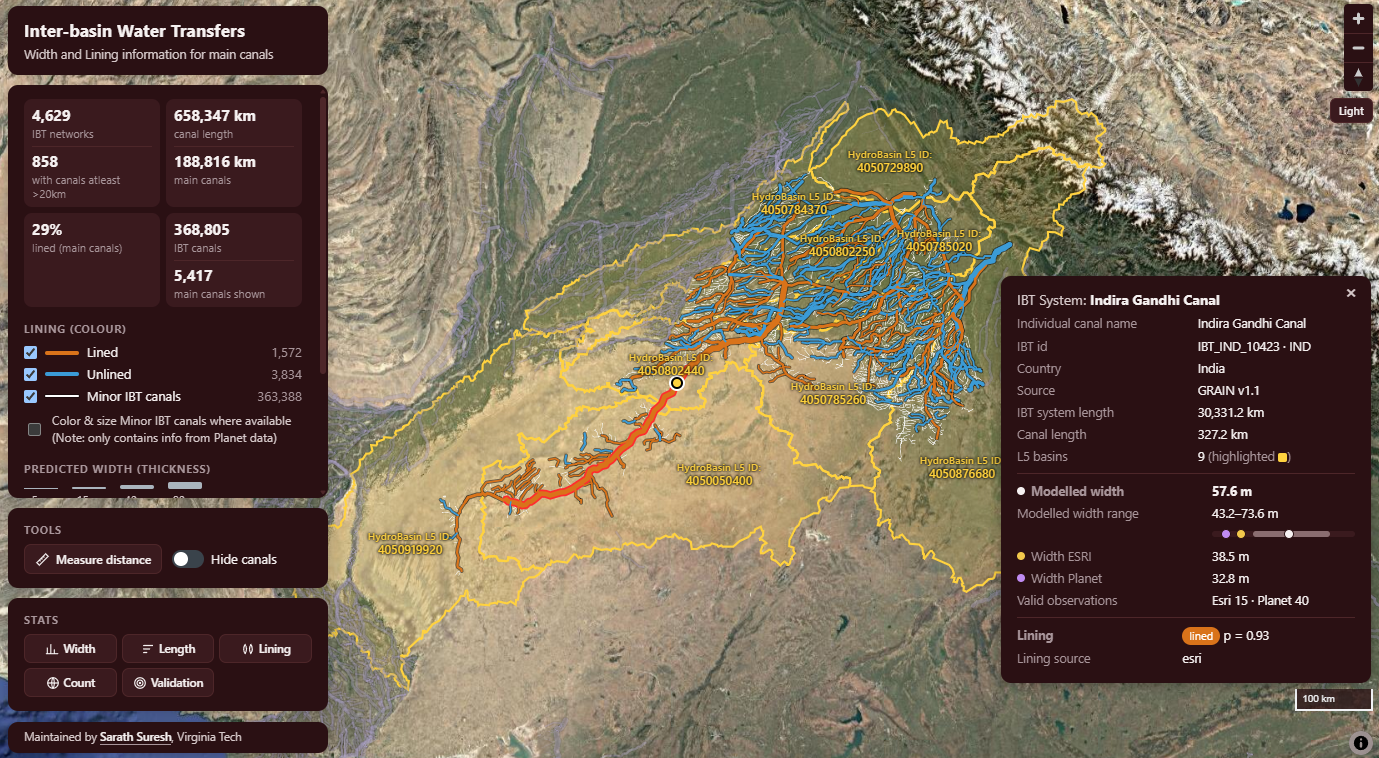 Inter-basin Water Transfers
Width and Lining information for main canals
4,629
IBT networks
658,347 km
canal length
858
with canals atleast
>20km
188,816 km
main canals
29%
lined (main canals)
368,805
IBT canals
5,417
main canals shown
LINING (COLOUR)
Lined 1,572
Unlined 3,834
Minor IBT canals 363,388
Color & size Minor IBT canals where available
(Note: only contains info from Planet data)
PREDICTED WIDTH (THICKNESS)
TOOLS
Measure distance
Hide canals
STATS
Width
Length
Lining
Count
Validation
Maintained by Sarath Suresh, Virginia Tech
HydroBasin L5 ID:
4050729890
HydroBasin L5 ID:
4050784370
HydroBasin L5 ID:
4050802250
HydroBasin L5 ID:
4050785020
HydroBasin L5 ID:
4050802440
HydroBasin L5 ID:
4050785260
HydroBasin L5 ID:
4050050400
HydroBasin L5 ID
4050876680
HydroBasin L5 ID:
4050919920
Light
IBT System: Indira Gandhi Canal
Individual canal name Indira Gandhi Canal
IBT id IBT_IND_10423 · IND
Country India
Source GRAIN v1.1
IBT system length 30,331.2 km
Canal length 327.2 km
L5 basins 9 (highlighted )
Modelled width 57.6 m
Modelled width range 43.2–73.6 m
Width ESRI 38.5 m
Width Planet 32.8 m
Valid observations Esri 15 · Planet 40
Lining lined p = 0.93
Lining source esri
100 km